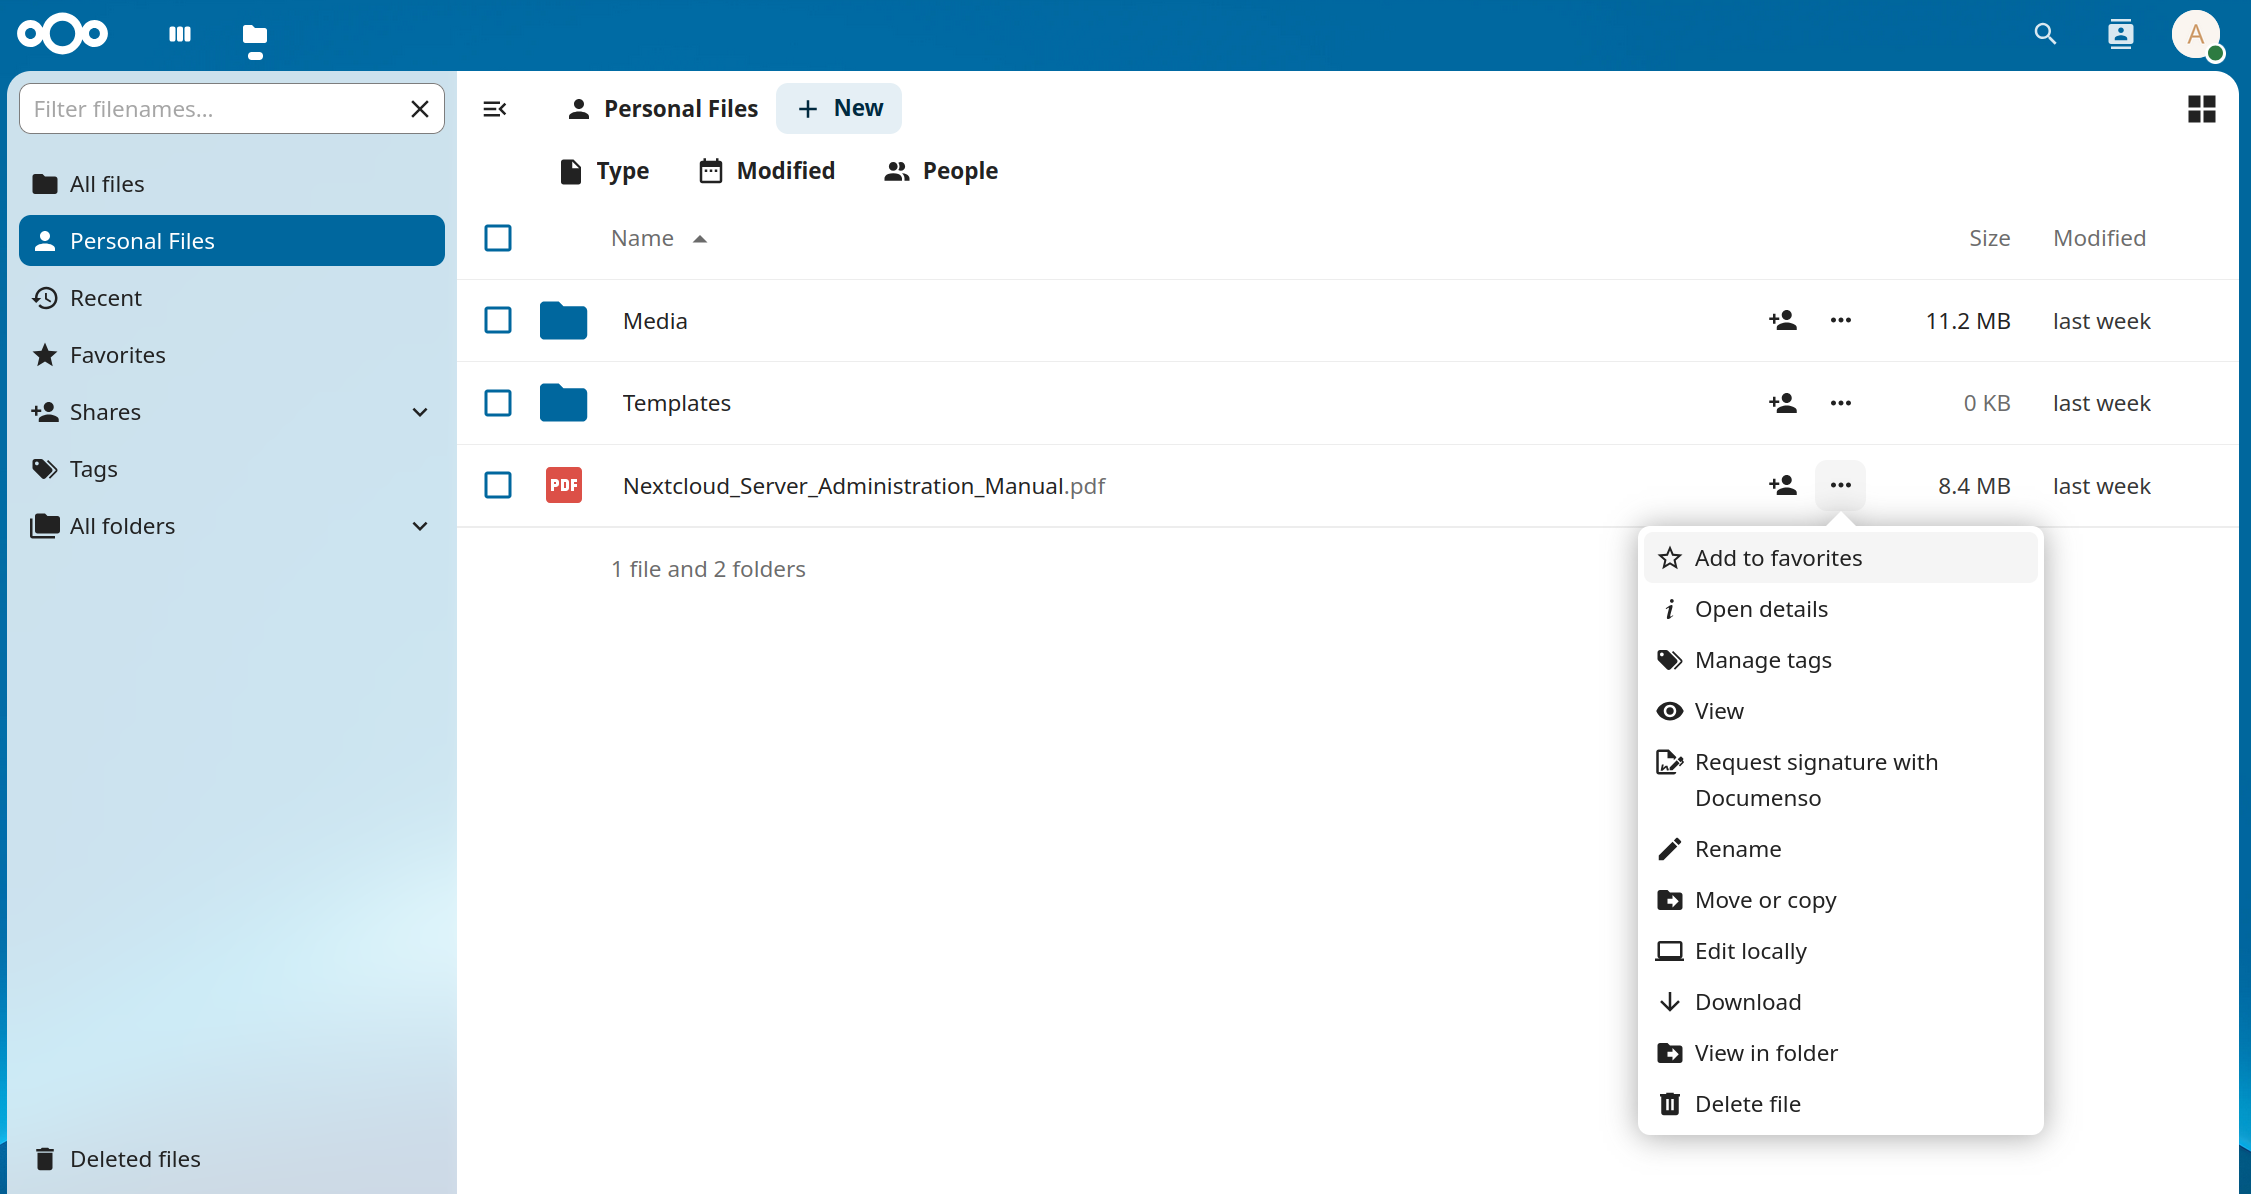 A
Filter filenames...
All files
Personal Files
Recent
Favorites
Shares
Tags
All folders
Deleted files
Personal Files
New
Type Modified People
Name Size Modified
Media 11.2 MB last week
Templates 0 KB last week
PDF Nextcloud_Server_Administration_Manual.pdf 8.4 MB last week
1 file and 2 folders
Add to favorites
Open details
Manage tags
View
Request signature with
Documenso
Rename
Move or copy
Edit locally
Download
View in folder
Delete file